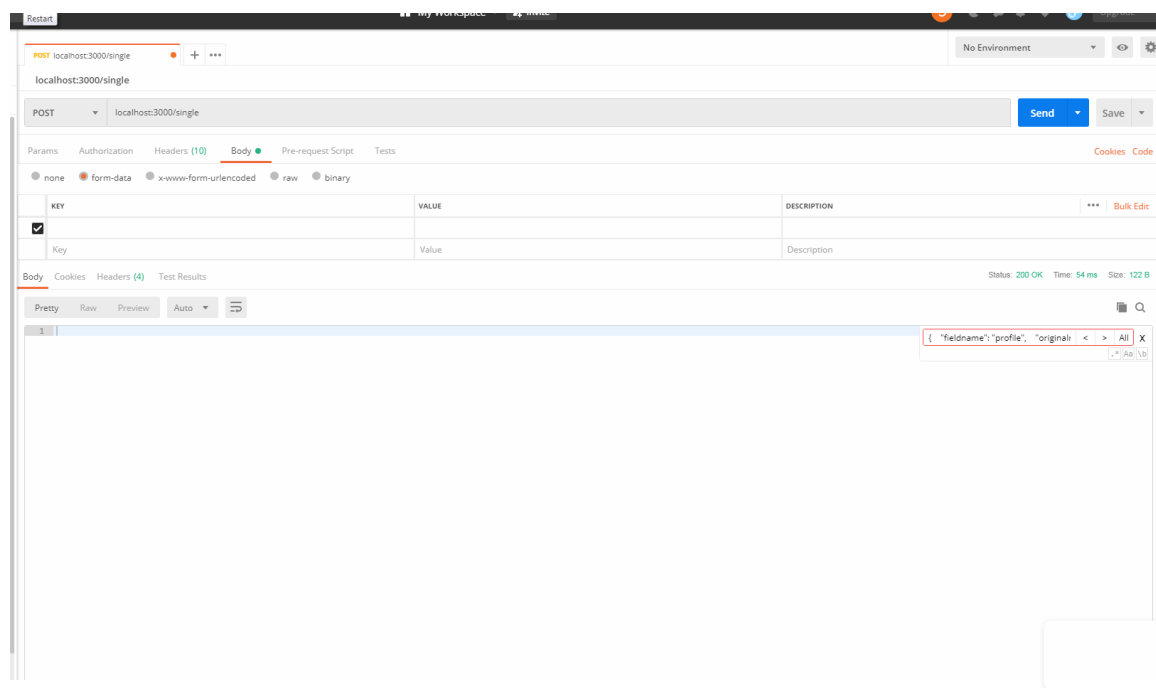 Restart
My Workspace Invite
Upgrade
POST localhost:3000/single + •••
No Environment
localhost:3000/single
POST localhost:3000/single Send Save
Params Authorization Headers (10) Body Pre-request Script Tests Cookies Code
none form-data x-www-form-urlencoded raw binary
KEY VALUE DESCRIPTION ••• Bulk Edit
Key Value Description
Body Cookies Headers (4) Test Results Status: 200 OK Time: 54 ms Size: 122 B
Pretty Raw Preview Auto
1
{ "fieldname": "profile", "original < > All X
.* Aa \b